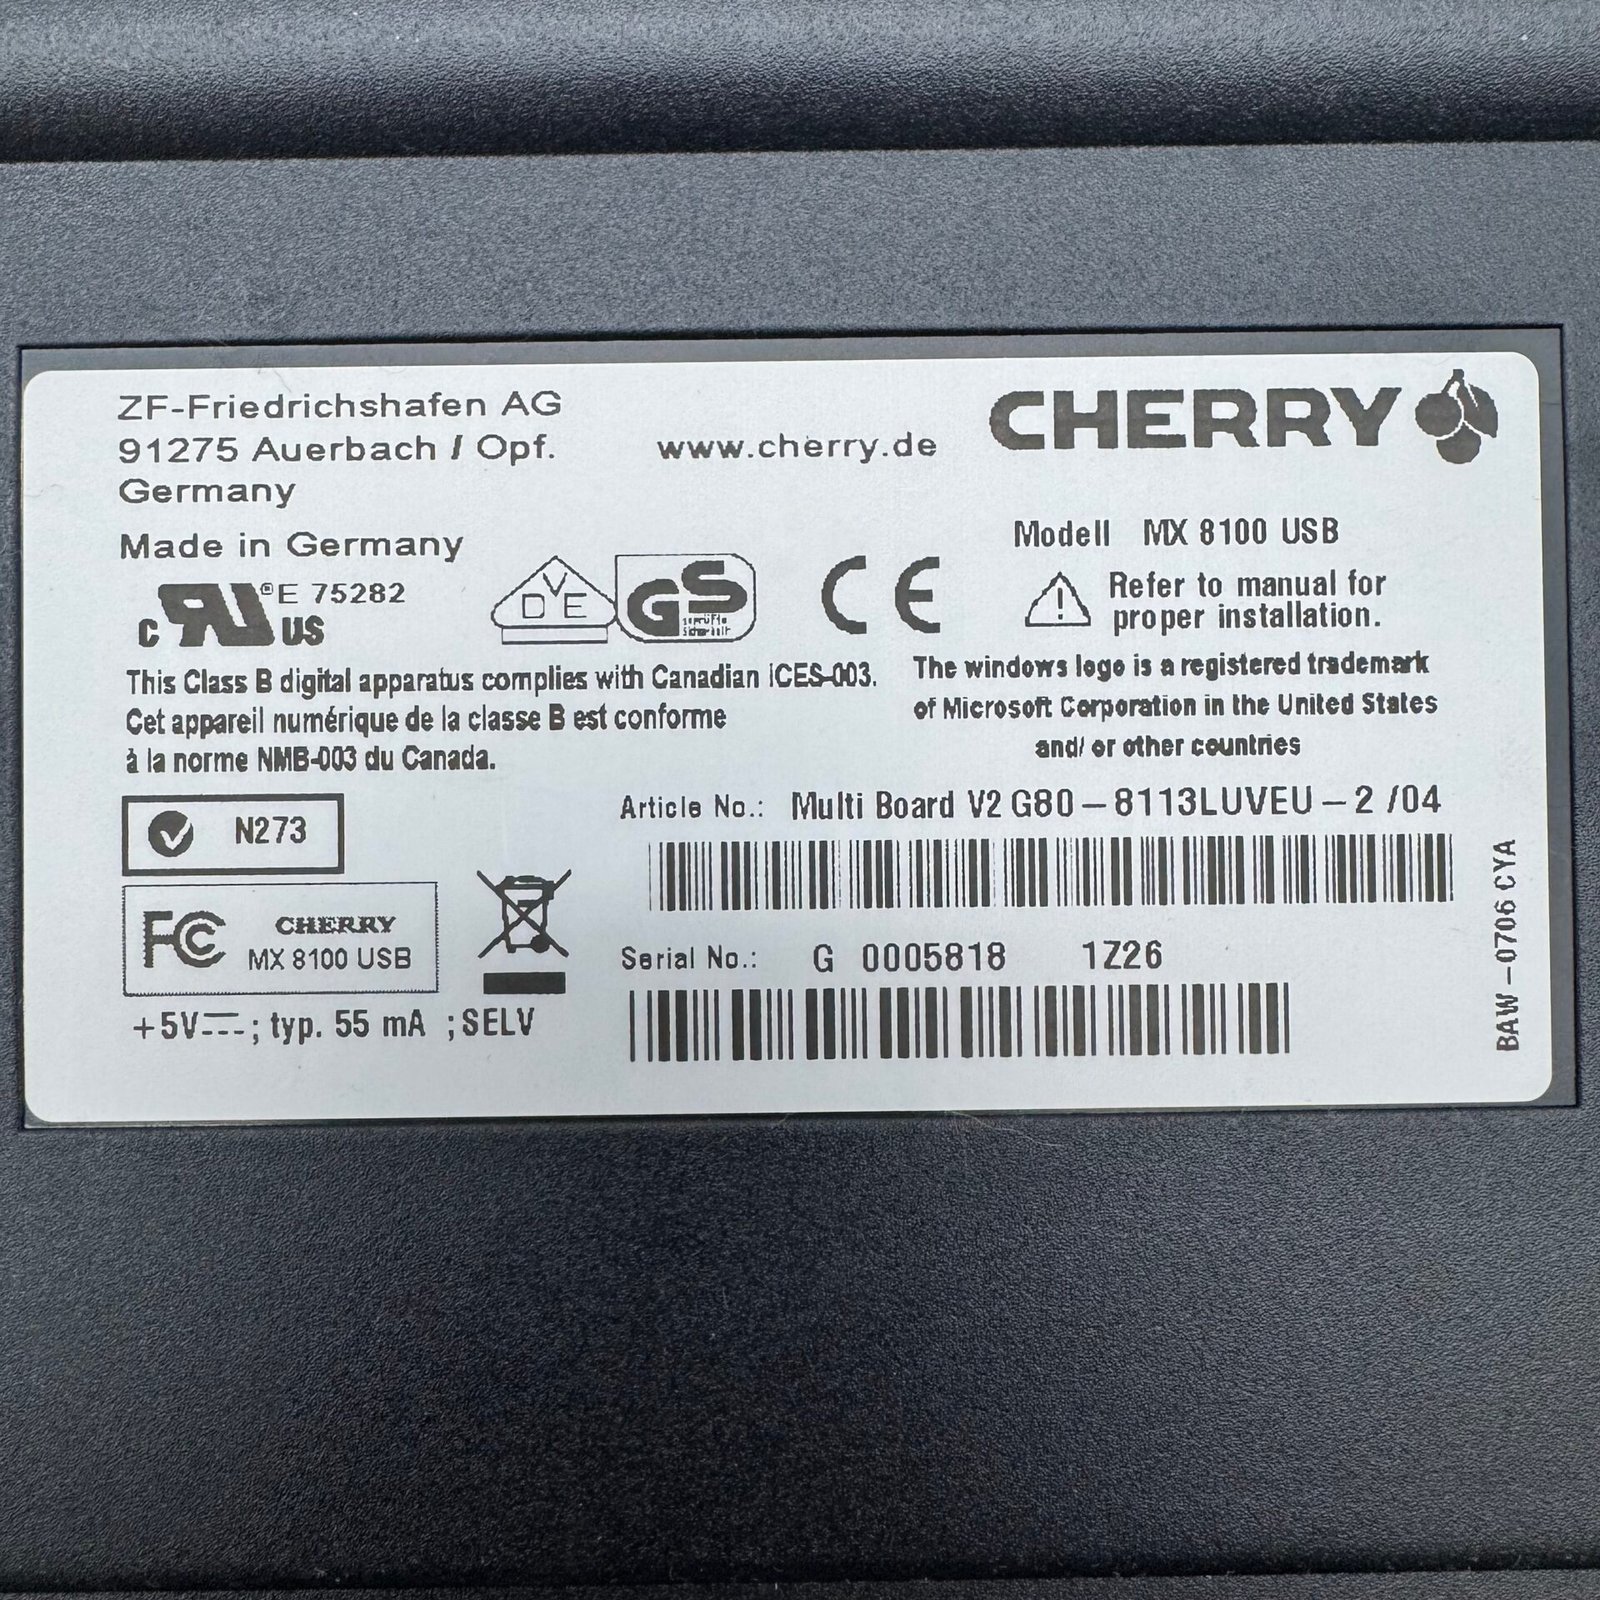 ZF-Friedrichshafen AG
91275 Auerbach / Opf.
Germany
www.cherry.de
CHERRY
Made in Germany
Modell MX 8100 USB
c RU ® US E 75282
VDE
GS
geprüfte
Sicherheit
CE
Refer to manual for
proper installation.
This Class B digital apparatus complies with Canadian ICES-003.
Cet appareil numérique de la classe B est conforme
à la norme NMB-003 du Canada.
The windows logo is a registered trademark
of Microsoft Corporation in the United States
and/ or other countries
N273
Article No.: Multi Board V2 G80-8113LUVEU-2 /04
FC CHERRY
MX 8100 USB
Serial No.: G 0005818 1Z26
+5V⎓; typ. 55 mA ; SELV
BAW-0706 CYA